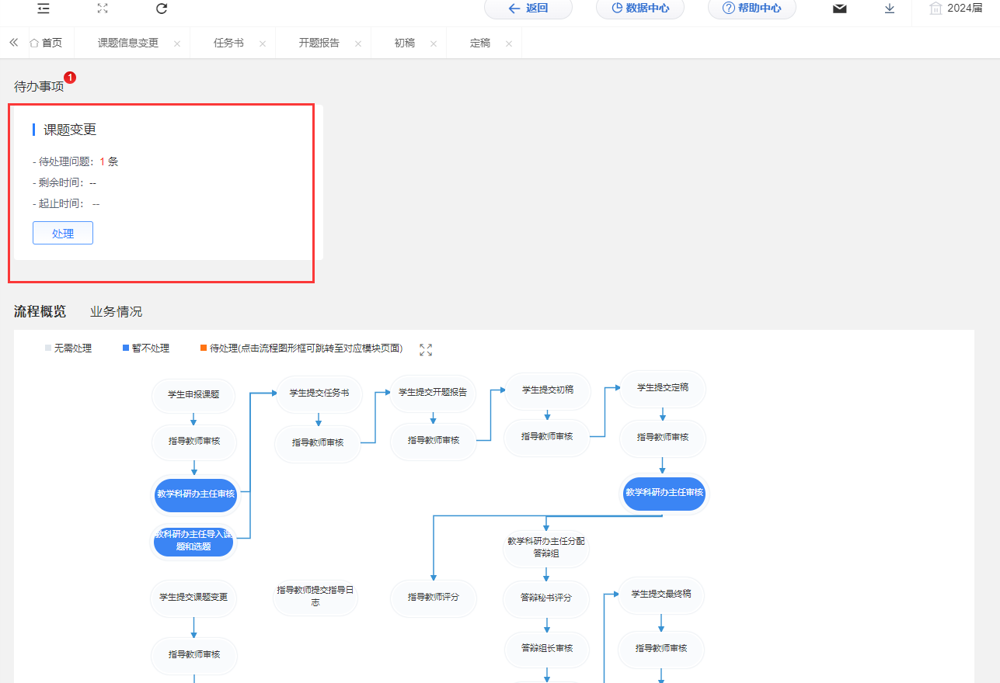 返回 数据中心 帮助中心 2024届
首页 课题信息变更 任务书 开题报告 初稿 定稿
待办事项 1
课题变更
- 待处理问题: 1 条
- 剩余时间: --
- 起止时间: --
处理
流程概览 业务情况
无需处理 暂不处理 待处理(点击流程图形框可跳转至对应模块页面)
学生申报课题
学生提交任务书
学生提交开题报告
学生提交初稿
学生提交定稿
指导教师审核
指导教师审核
指导教师审核
指导教师审核
指导教师审核
教学科研办主任审核
教学科研办主任审核
教科研办主任导入课
题和选题
教学科研办主任分配
答辩组
学生提交课题变更
指导教师提交指导日
志
指导教师评分
答辩秘书评分
学生提交最终稿
指导教师审核
答辩组长审核
指导教师审核